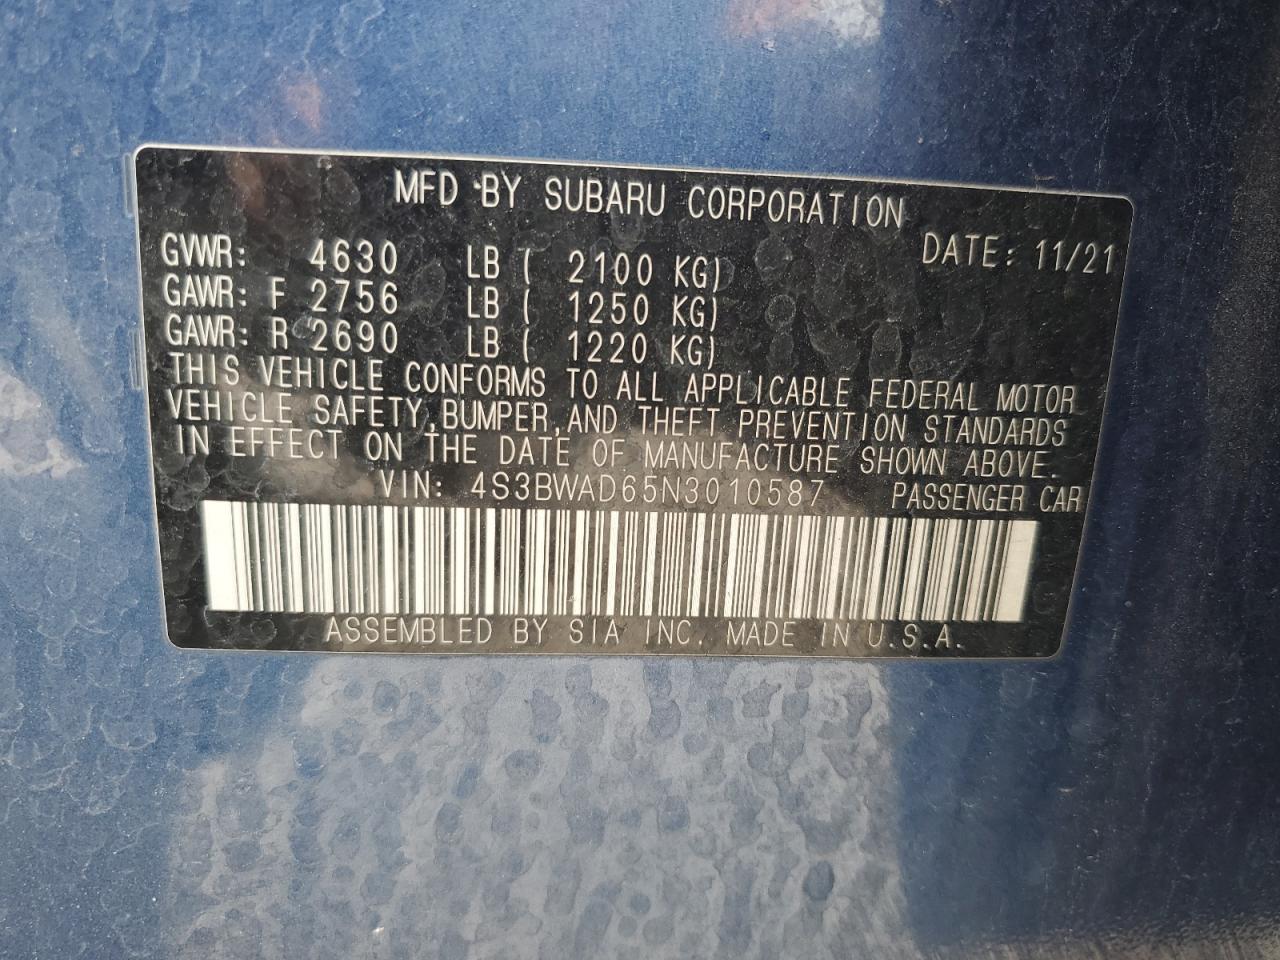 MFD BY SUBARU CORPORATION
DATE: 11/21
GVWR: 4630 LB ( 2100 KG)
GAWR: F 2756 LB ( 1250 KG)
GAWR: R 2690 LB ( 1220 KG)
THIS VEHICLE CONFORMS TO ALL APPLICABLE FEDERAL MOTOR
VEHICLE SAFETY, BUMPER, AND THEFT PREVENTION STANDARDS
IN EFFECT ON THE DATE OF MANUFACTURE SHOWN ABOVE.
VIN: 4S3BWAD65N3010587 PASSENGER CAR
ASSEMBLED BY SIA INC. MADE IN U.S.A.